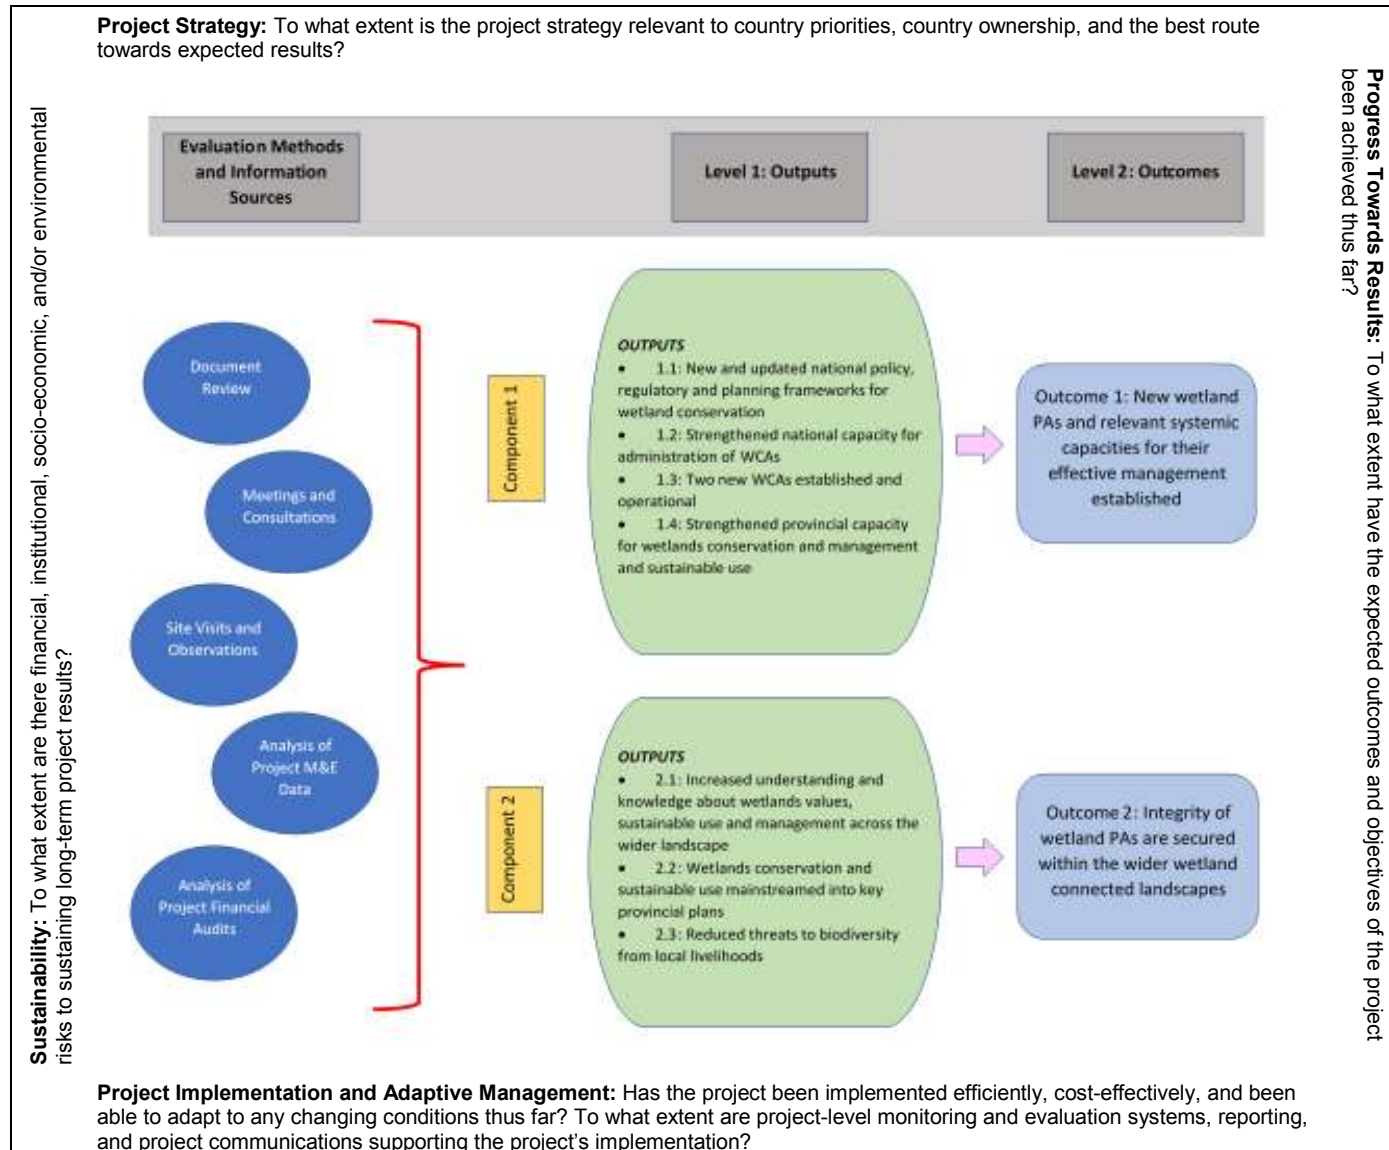 Project Strategy: To what extent is the project strategy relevant to country priorities, country ownership, and the best route
towards expected results?
Sustainability: To what extent are there financial, institutional, socio-economic, and/or environmental
risks to sustaining long-term project results?
Evaluation Methods
and Information
Sources
Level 1: Outputs
Level 2: Outcomes
Document
Review
Meetings and
Consultations
Site Visits and
Observations
Analysis of
Project M&E
Data
Analysis of
Project Financial
Audits
Component 1
OUTPUTS
• 1.1: New and updated national policy,
regulatory and planning frameworks for
wetland conservation
• 1.2: Strengthened national capacity for
administration of WCAs
• 1.3: Two new WCAs established and
operational
• 1.4: Strengthened provincial capacity
for wetlands conservation and management
and sustainable use
Outcome 1: New wetland
PAs and relevant systemic
capacities for their
effective management
established
Component 2
OUTPUTS
• 2.1: Increased understanding and
knowledge about wetlands values,
sustainable use and management across the
wider landscape
• 2.2: Wetlands conservation and
sustainable use mainstreamed into key
provincial plans
• 2.3: Reduced threats to biodiversity
from local livelihoods
Outcome 2: Integrity of
wetland PAs are secured
within the wider wetland
connected landscapes
Progress Towards Results: To what extent have the expected outcomes and objectives of the project
been achieved thus far?
Project Implementation and Adaptive Management: Has the project been implemented efficiently, cost-effectively, and been
able to adapt to any changing conditions thus far? To what extent are project-level monitoring and evaluation systems, reporting,
and project communications supporting the project's implementation?